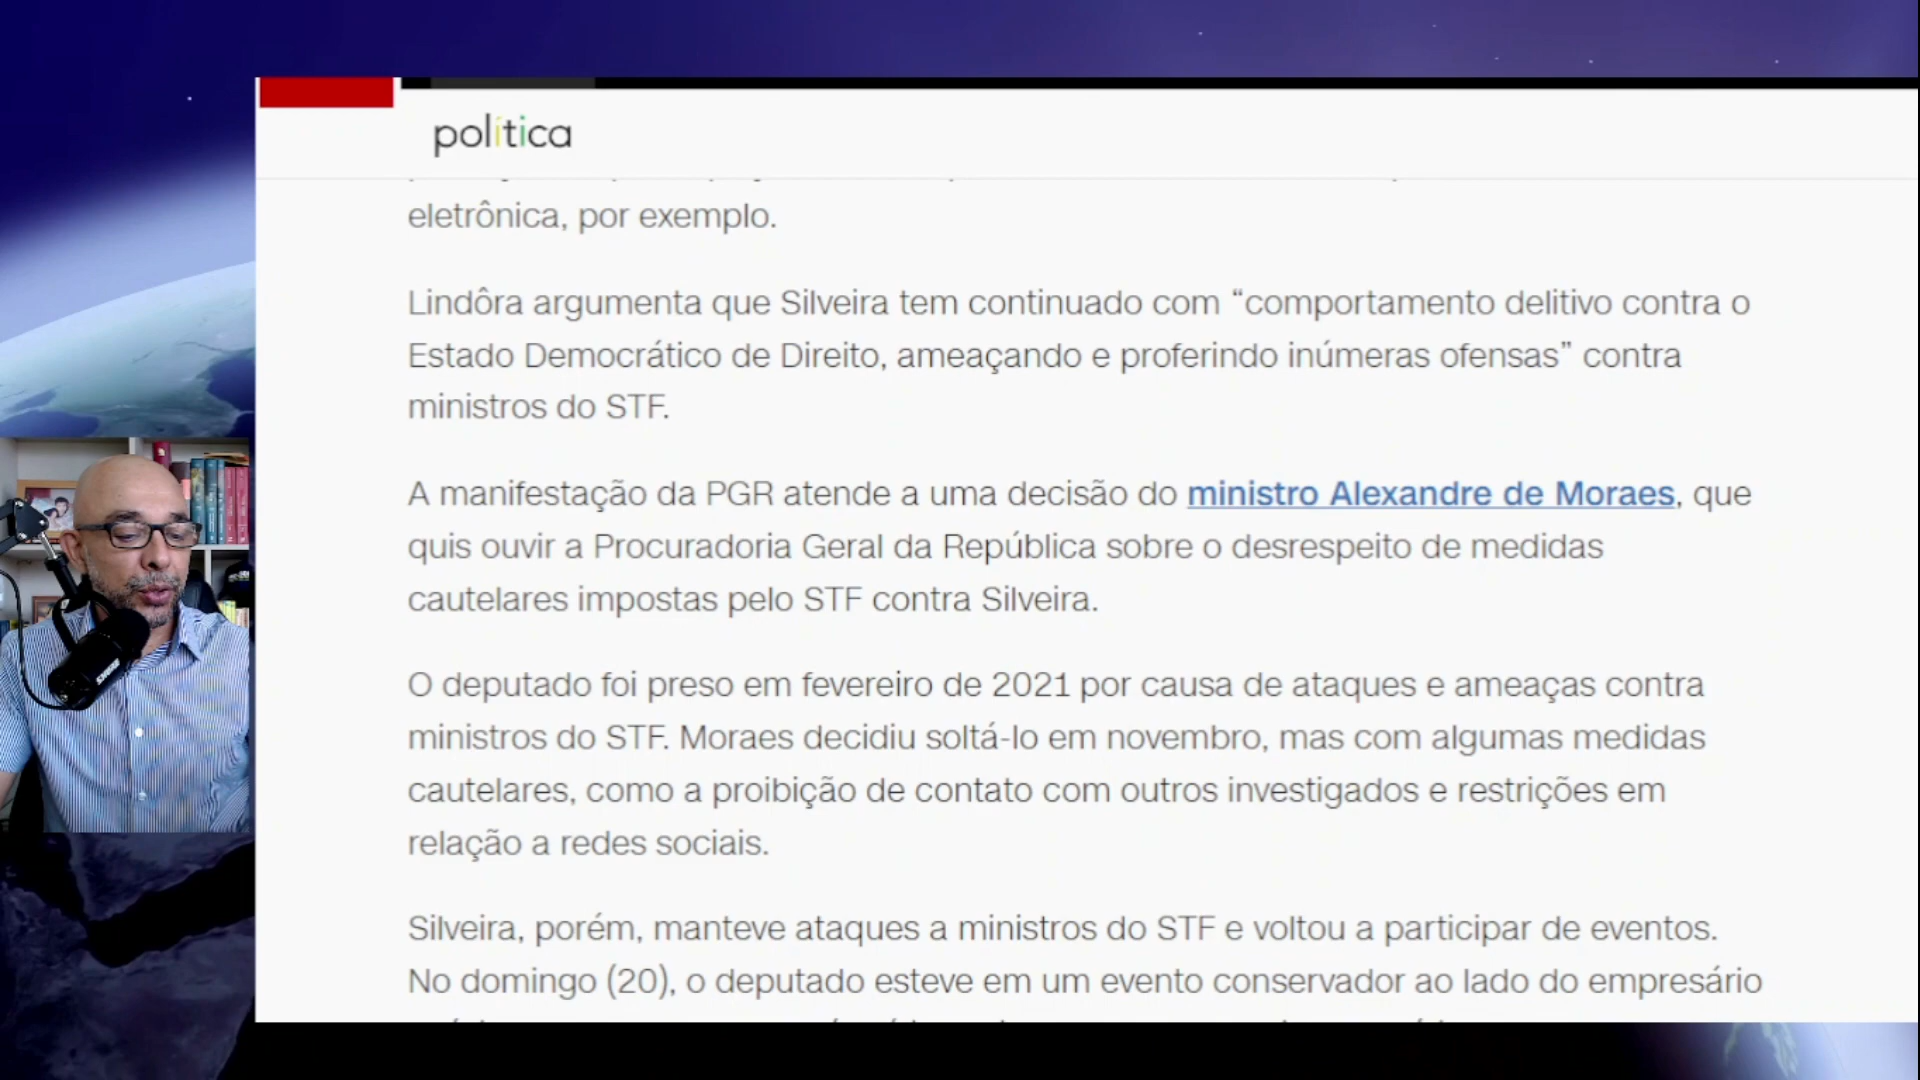 política
eletrônica, por exemplo.
Lindôra argumenta que Silveira tem continuado com “comportamento delitivo contra o
Estado Democrático de Direito, ameaçando e proferindo inúmeras ofensas” contra
ministros do STF.
A manifestação da PGR atende a uma decisão do ministro Alexandre de Moraes, que
quis ouvir a Procuradoria Geral da República sobre o desrespeito de medidas
cautelares impostas pelo STF contra Silveira.
O deputado foi preso em fevereiro de 2021 por causa de ataques e ameaças contra
ministros do STF. Moraes decidiu soltá-lo em novembro, mas com algumas medidas
cautelares, como a proibição de contato com outros investigados e restrições em
relação a redes sociais.
Silveira, porém, manteve ataques a ministros do STF e voltou a participar de eventos.
No domingo (20), o deputado esteve em um evento conservador ao lado do empresário
SHURE